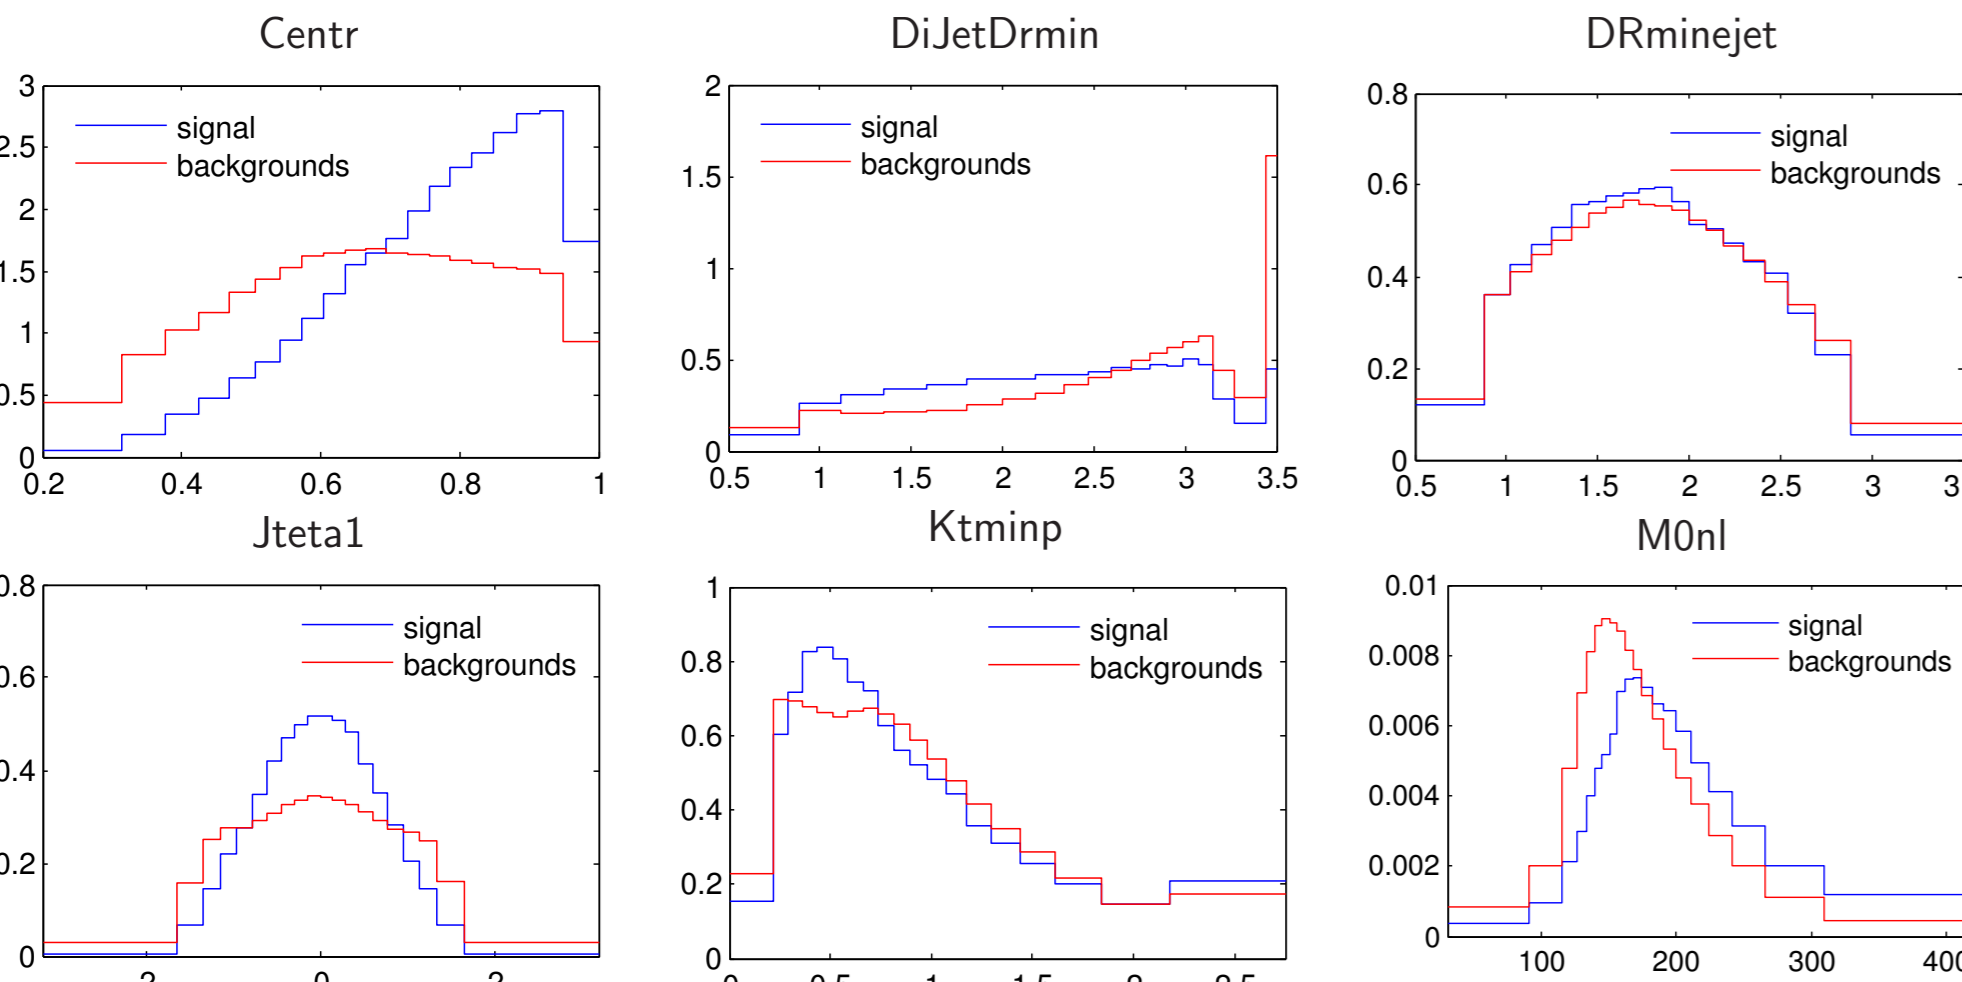 Centr
3
2.5
2
1.5
1
0.5
0
signal
backgrounds
0.2 0.4 0.6 0.8 1
DiJetDrmin
2
1.5
1
0.5
0
signal
backgrounds
0.5 1 1.5 2 2.5 3 3.5
DRminejet
0.8
0.6
0.4
0.2
0
signal
backgrounds
0.5 1 1.5 2 2.5 3 3
Jteta1
0.8
0.6
0.4
0.2
0
signal
backgrounds
Ktminp
1
0.8
0.6
0.4
0.2
0
signal
backgrounds
M0nl
0.01
0.008
0.006
0.004
0.002
0
signal
backgrounds
100 200 300 400